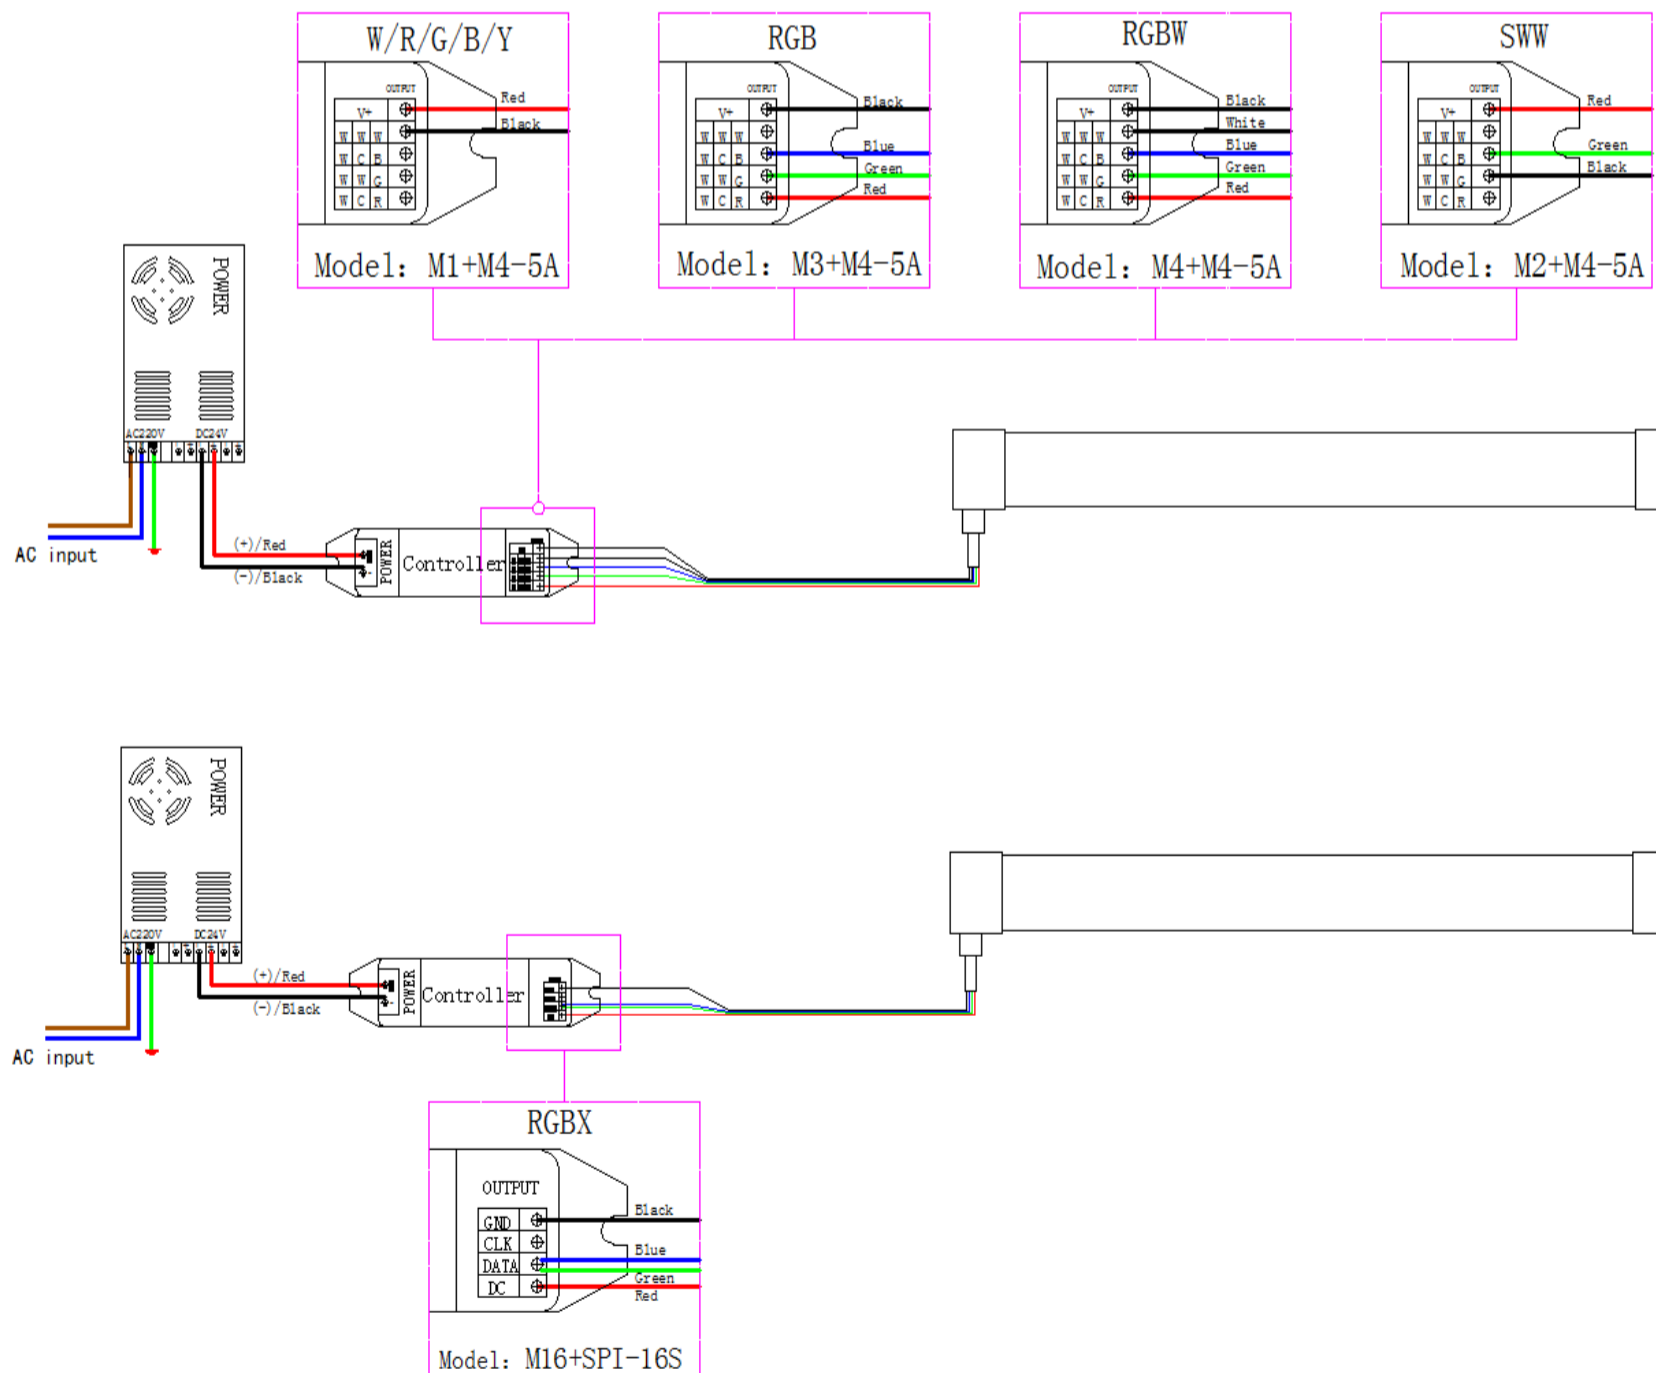 W/R/G/B/Y
OUTPUT
V+
Red
W W W
Black
W C B
W W G
W C R
Model: M1+M4-5A
RGB
OUTPUT
V+
Black
W W W
W C B
Blue
W W G
Green
W C R
Red
Model: M3+M4-5A
RGBW
OUTPUT
V+
Black
W W W
White
W C B
Blue
W W G
Green
W C R
Red
Model: M4+M4-5A
SWW
OUTPUT
V+
Red
W W W
W C B
Green
W W G
Black
W C R
Model: M2+M4-5A
POWER
AC220V DC24V
AC input
(+)/Red
(-)/Black
POWER
Controller
POWER
AC220V DC24V
AC input
(+)/Red
(-)/Black
POWER
Controller
RGBX
OUTPUT
GND
Black
CLK
DATA
Blue
Green
DC
Red
Model: M16+SPI-16S